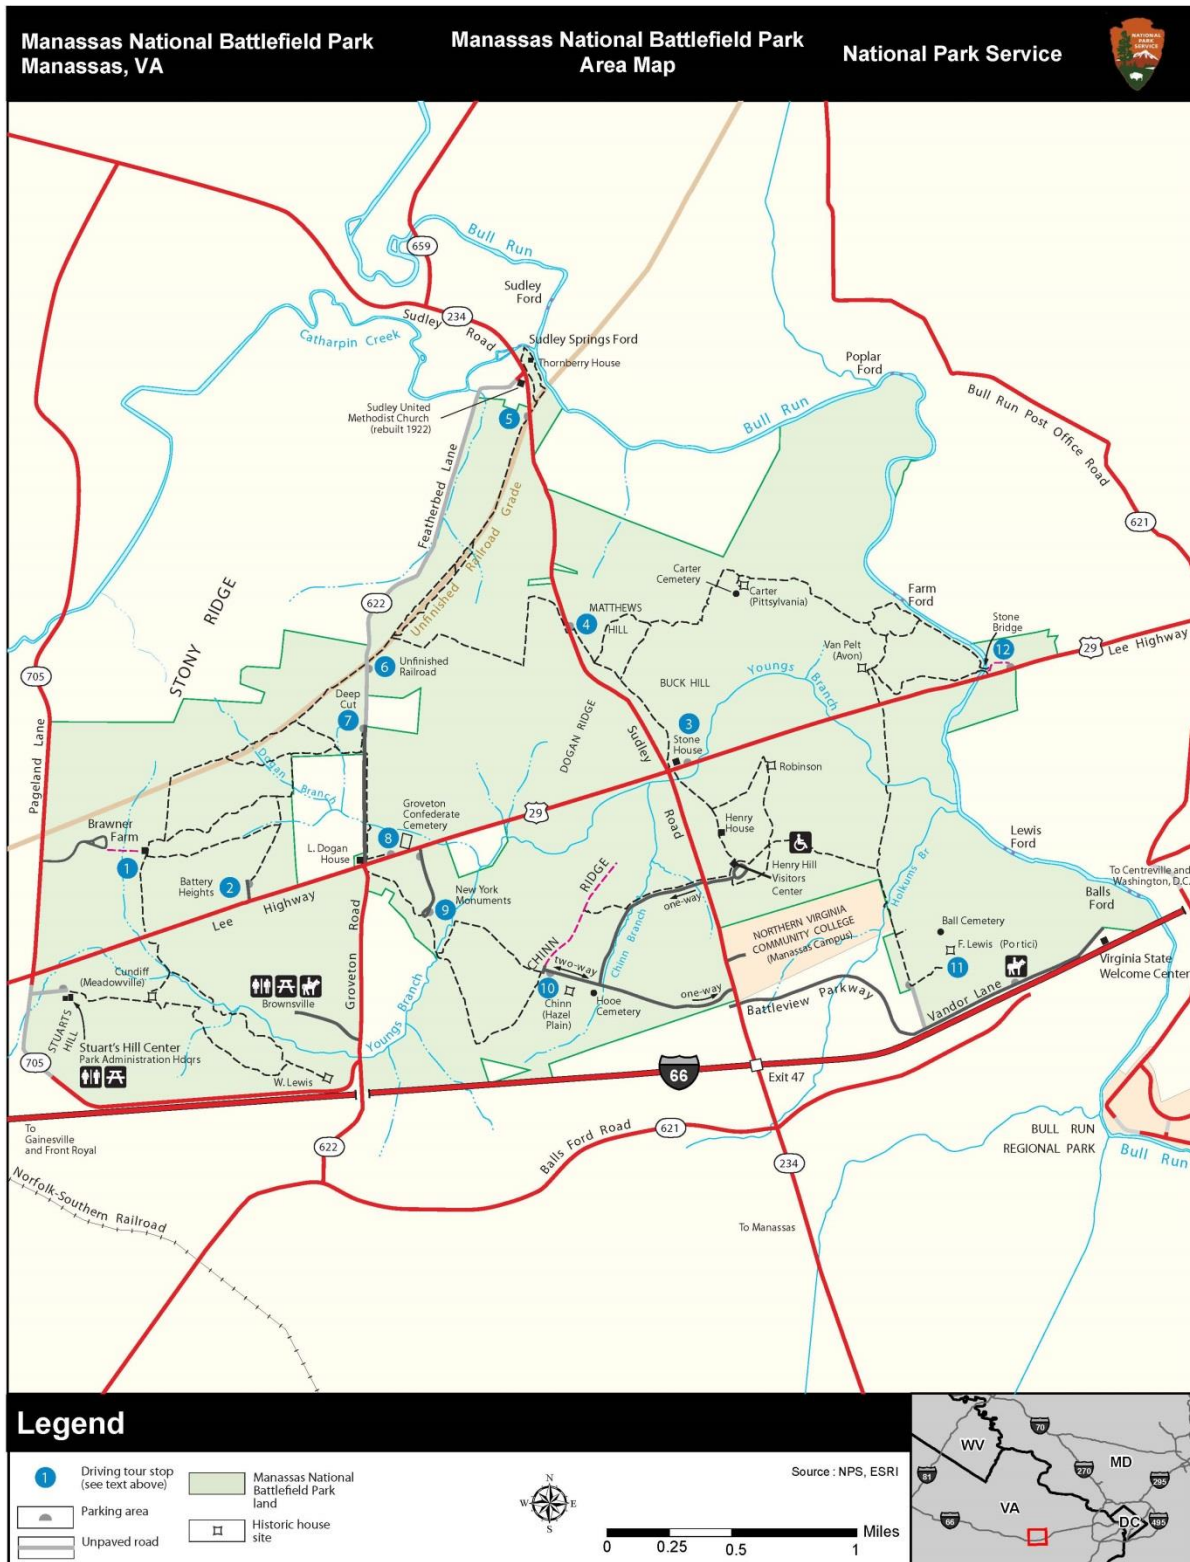 Manassas National Battlefield Park
Manassas, VA
Manassas National Battlefield Park
Area Map
National Park Service
NATIONAL
PARK
SERVICE
659
Bull Run
Sudley
Ford
234
Sudley Road
Catharpin Creek
Sudley Springs Ford
Thornberry House
Poplar
Ford
Sudley United
Methodist Church
(rebuilt 1922)
5
Bull Run
Bull Run Post Office Road
621
Featherbed Lane
Unfinished Railroad Grade
622
STONY RIDGE
Carter
Cemetery
Carter
(Pittsylvania)
Farm
Ford
4
MATTHEWS
HILL
Stone
Bridge
12
29
Lee Highway
705
6
Unfinished
Railroad
Van Pelt
(Avon)
BUCK HILL
Youngs
Branch
Deep
Cut
7
3
Stone
House
DOGAN RIDGE
Sudley
Road
Pageland Lane
Dogan
Branch
Robinson
29
Brawner
Farm
1
Groveton
Confederate
Cemetery
8
L. Dogan
House
Henry
House
Lewis
Ford
Battery
Heights
2
Lee Highway
Henry Hill
Visitors
Center
Holkums Br
To Centreville and
Washington, D.C.
New York
Monuments
9
CHINN RIDGE
one-way
Balls
Ford
Groveton Road
NORTHERN VIRGINIA
COMMUNITY COLLEGE
(Manassas Campus)
Ball Cemetery
F. Lewis (Portici)
11
Chinn Branch
Virginia State
Welcome Center
Cundiff
(Meadowville)
Brownsville
two-way
10
Chinn
(Hazel
Plain)
Hooe
Cemetery
one-way
Battleview Parkway
Vandor Lane
STUARTS
HILL
Youngs Branch
Stuart's Hill Center
Park Administration Hdqrs
705
W. Lewis
66
Exit 47
To
Gainesville
and Front Royal
622
Balls Ford Road
621
BULL RUN
REGIONAL PARK
Bull Run
234
Norfolk-Southern Railroad
To Manassas
Legend
1
Driving tour stop
(see text above)
Parking area
Unpaved road
Manassas National
Battlefield Park
land
Historic house
site
N
W
E
S
Source : NPS, ESRI
Miles
0
0.25
0.5
1
WV
70
MD
81
270
295
VA
66
DC
495